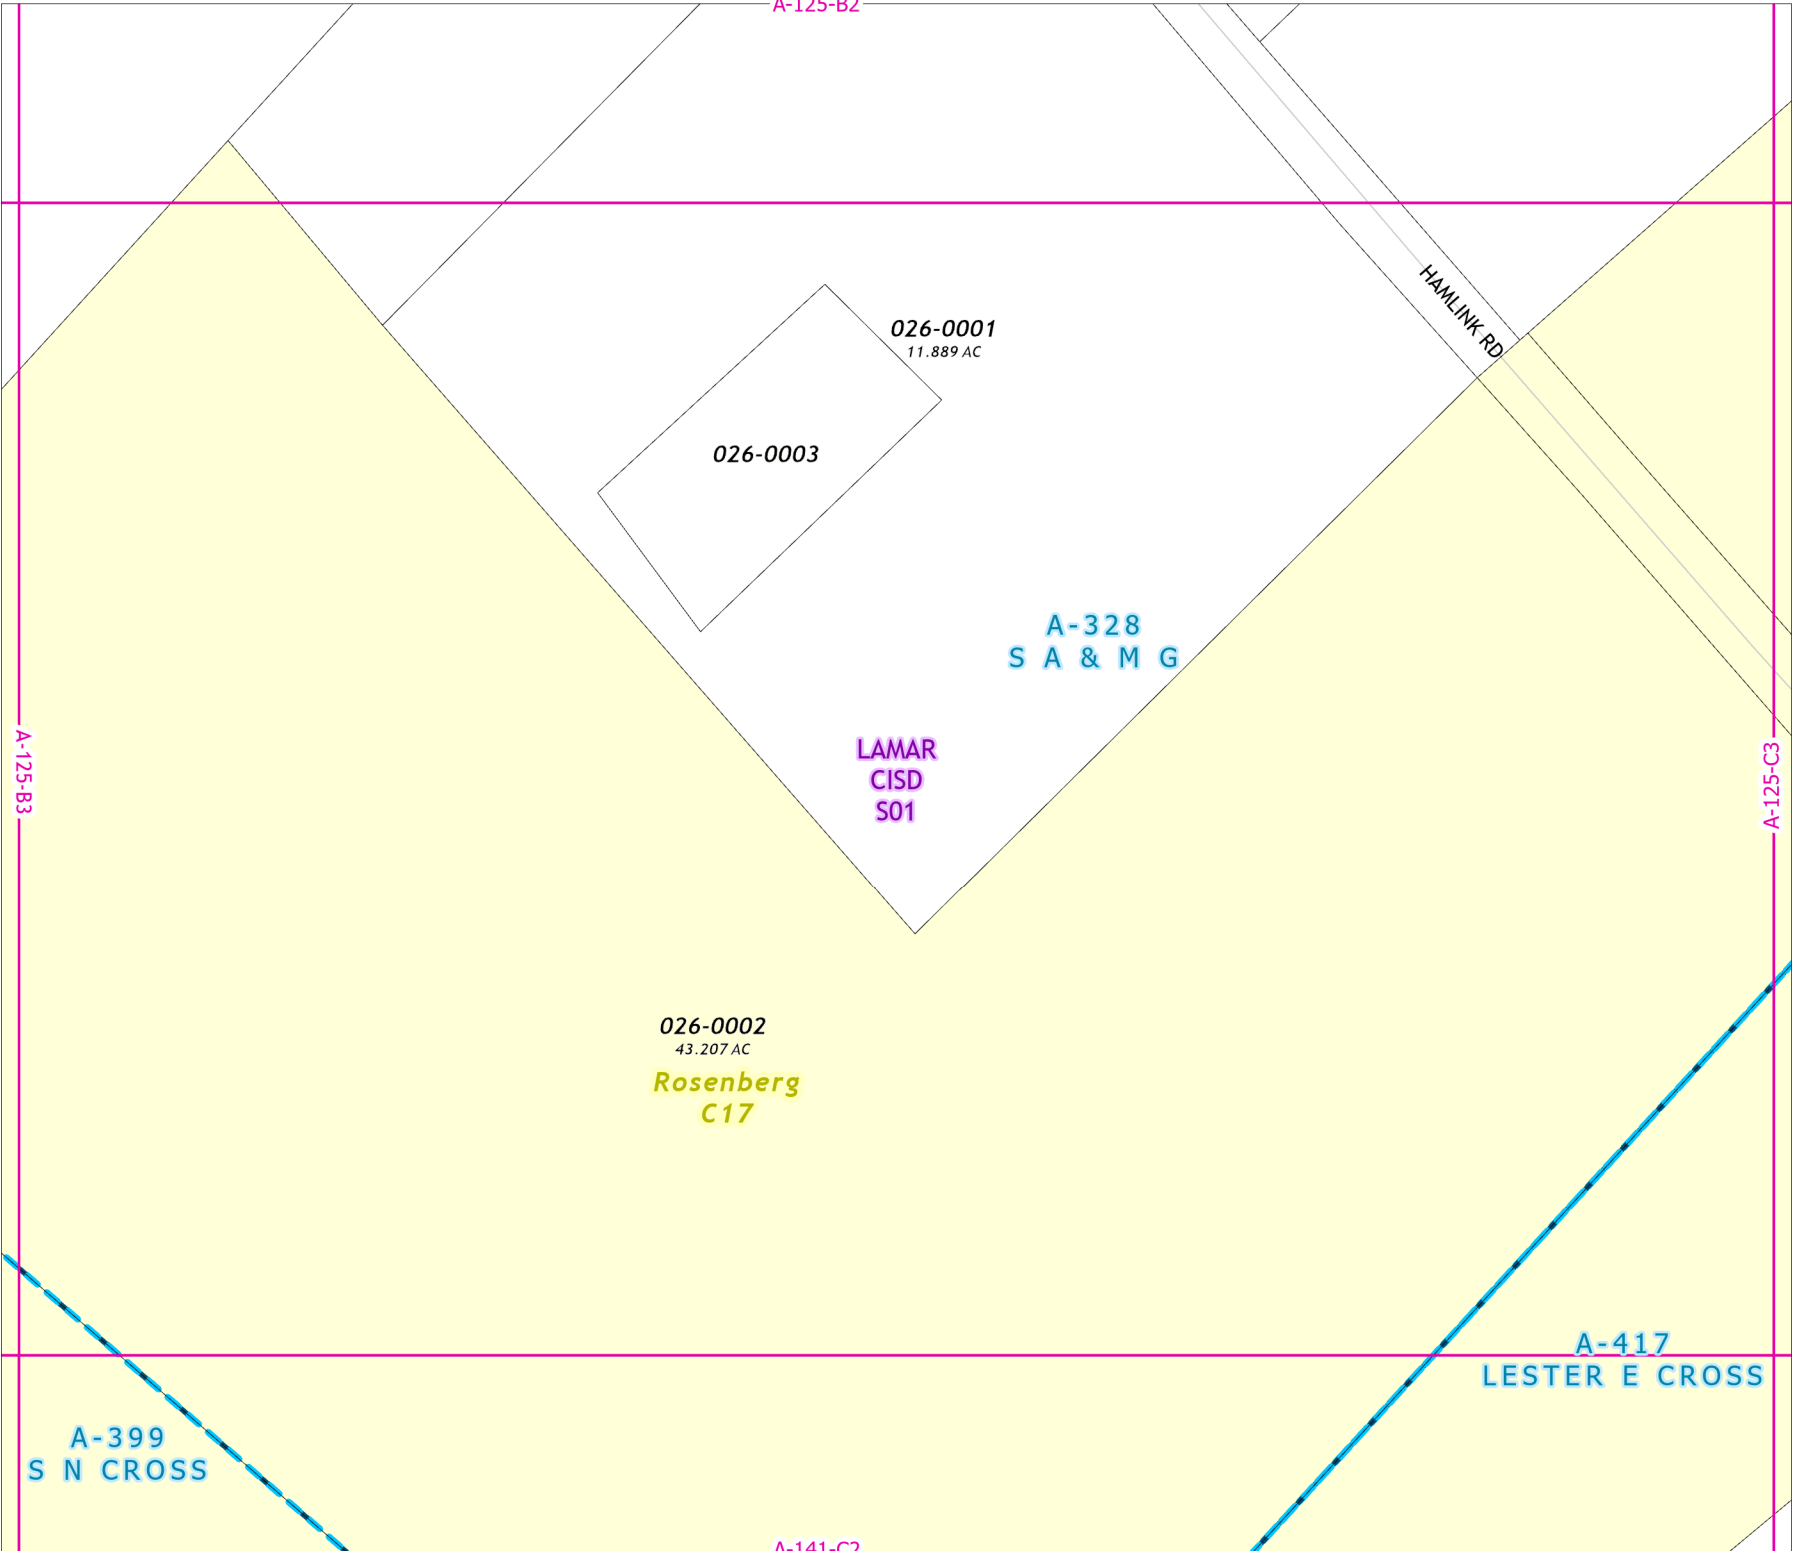 A-125-B2
HAMLINK RD
026-0001
11.889 AC
026-0003
A-328
S A & M G
LAMAR
CISD
S01
A-125-B3
A-125-C3
026-0002
43.207 AC
Rosenberg
C17
A-417
LESTER E CROSS
A-399
S N CROSS
A-141-C2